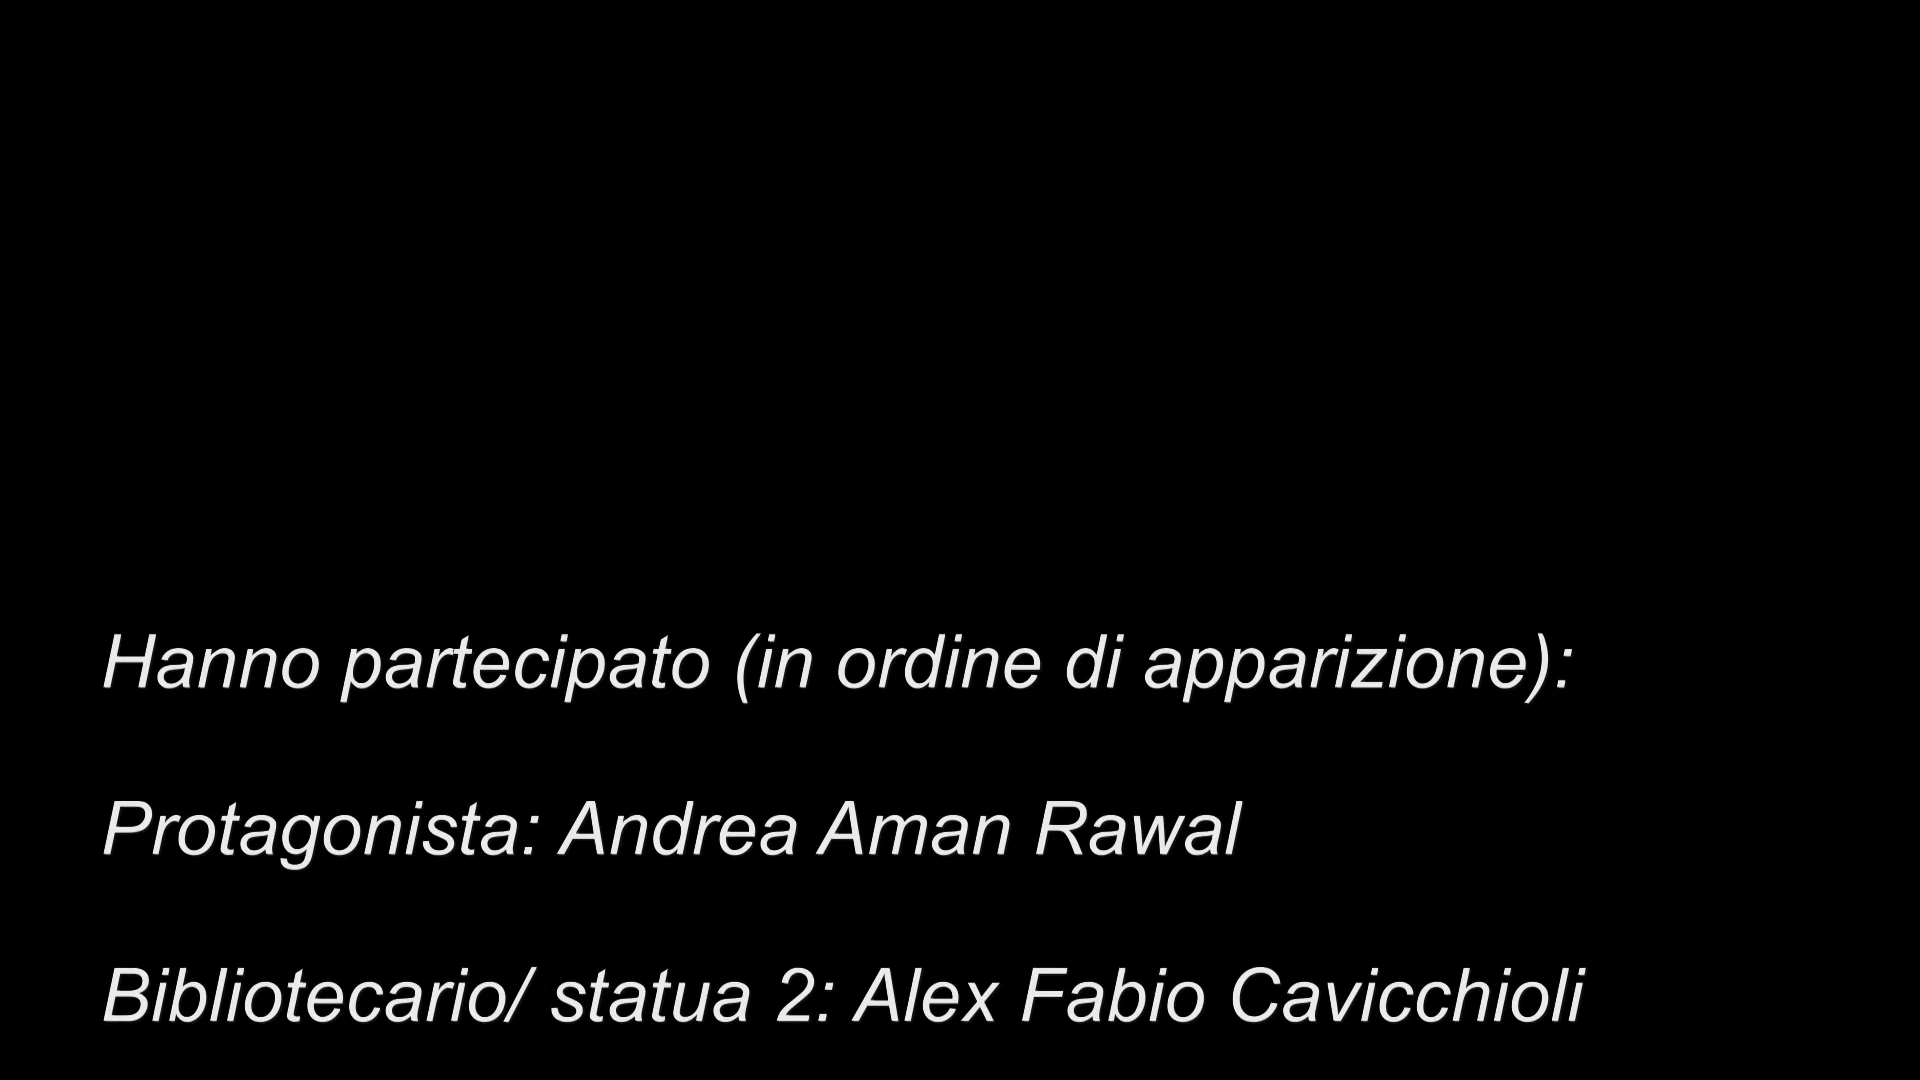 Hanno partecipato (in ordine di apparizione):
Protagonista: Andrea Aman Rawal
Bibliotecario/ statua 2: Alex Fabio Cavicchioli